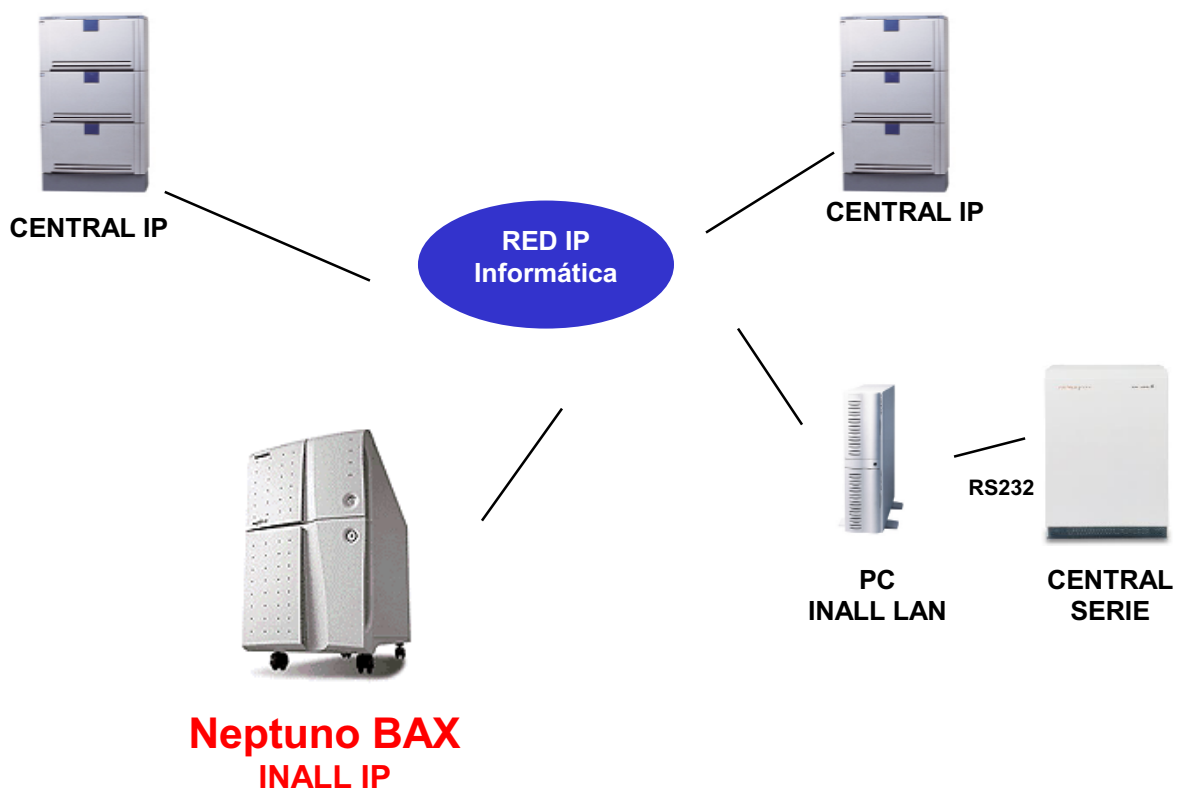 CENTRAL IP
CENTRAL IP
RED IP
Informática
RS232
PC
INALL LAN
CENTRAL
SERIE
Neptuno BAX
INALL IP